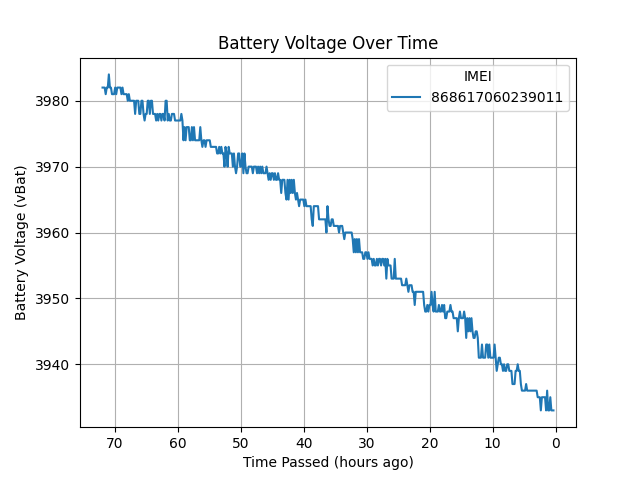 Battery Voltage Over Time
IMEI
868617060239011
3980
3970
3960
3950
3940
Battery Voltage (vBat)
70 60 50 40 30 20 10 0
Time Passed (hours ago)